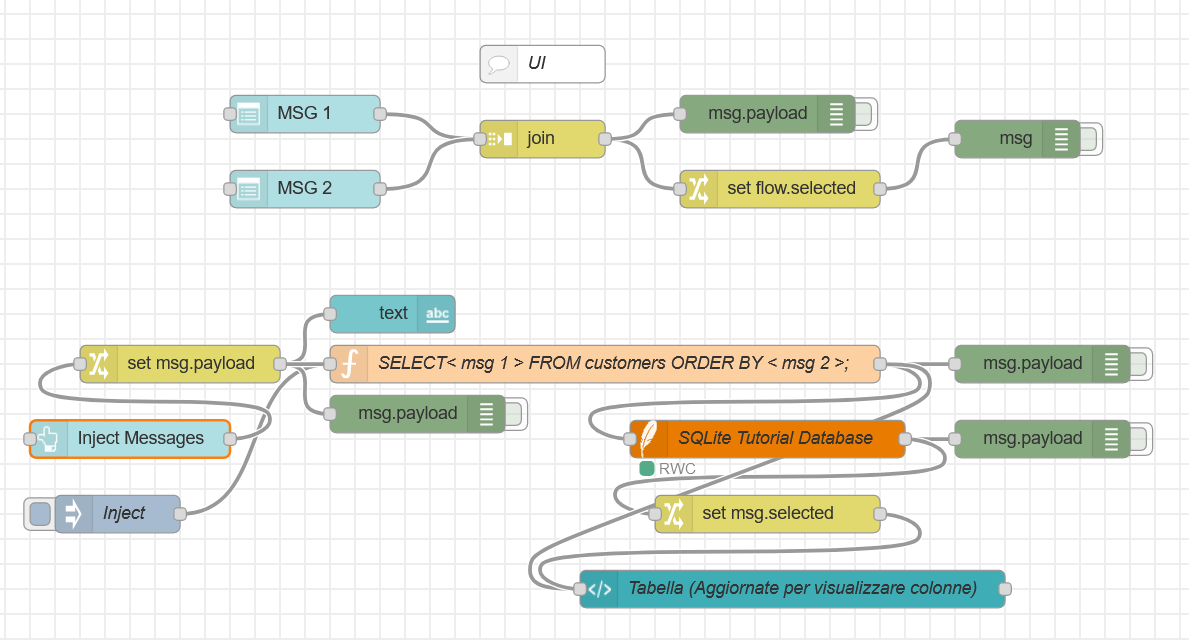 UI
MSG 1
msg.payload
join
msg
MSG 2
set flow.selected
text
abc
set msg.payload
SELECT< msg 1 > FROM customers ORDER BY < msg 2 >;
msg.payload
msg.payload
Inject Messages
SQLite Tutorial Database
msg.payload
RWC
Inject
set msg.selected
Tabella (Aggiornate per visualizzare colonne)